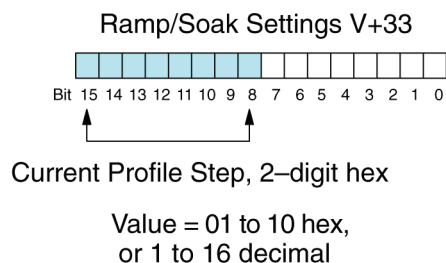 Ramp/Soak Settings V+33
Bit 15 14 13 12 11 10 9 8 7 6 5 4 3 2 1 0
Current Profile Step, 2–digit hex
Value = 01 to 10 hex,
or 1 to 16 decimal